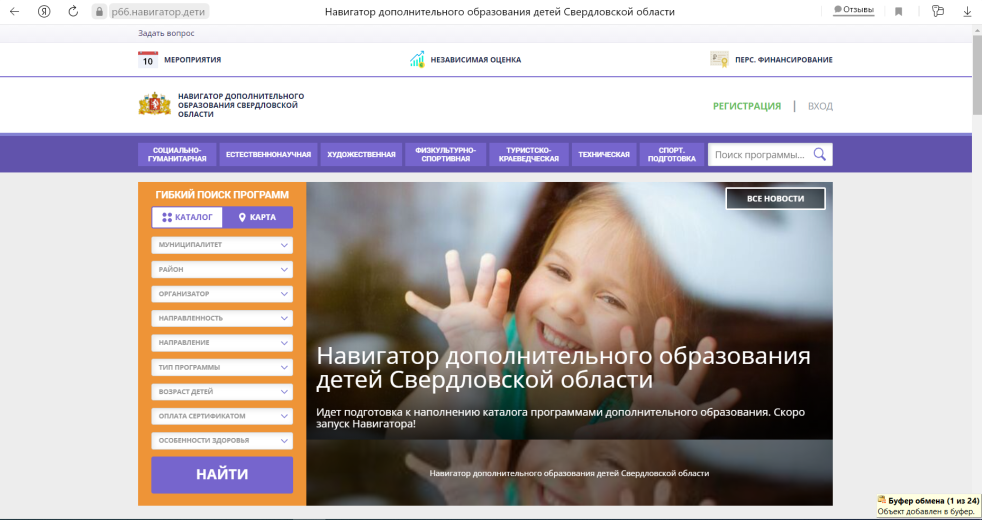 р66.навигатор.дети
Навигатор дополнительного образования детей Свердловской области
Отзывы
Задать вопрос
10 МЕРОПРИЯТИЯ
НЕЗАВИСИМАЯ ОЦЕНКА
ПЕРС. ФИНАНСИРОВАНИЕ
НАВИГАТОР ДОПОЛНИТЕЛЬНОГО
ОБРАЗОВАНИЯ СВЕРДЛОВСКОЙ
ОБЛАСТИ
РЕГИСТРАЦИЯ | ВХОД
СОЦИАЛЬНО-
ГУМАНИТАРНАЯ
ЕСТЕСТВЕННОНАУЧНАЯ
ХУДОЖЕСТВЕННАЯ
ФИЗКУЛЬТУРНО-
СПОРТИВНАЯ
ТУРИСТСКО-
КРАЕВЕДЧЕСКАЯ
ТЕХНИЧЕСКАЯ
СПОРТ.
ПОДГОТОВКА
Поиск программы...
ГИБКИЙ ПОИСК ПРОГРАММ
КАТАЛОГ
КАРТА
МУНИЦИПАЛИТЕТ
РАЙОН
ОРГАНИЗАТОР
НАПРАВЛЕННОСТЬ
НАПРАВЛЕНИЕ
ТИП ПРОГРАММЫ
ВОЗРАСТ ДЕТЕЙ
ОПЛАТА СЕРТИФИКАТОМ
ОСОБЕННОСТИ ЗДОРОВЬЯ
НАЙТИ
ВСЕ НОВОСТИ
Навигатор дополнительного образования
детей Свердловской области
Идет подготовка к наполнению каталога программами дополнительного образования. Скоро
запуск Навигатора!
Навигатор дополнительного образования детей Свердловской области
Буфер обмена (1 из 24)
Объект добавлен в буфер.